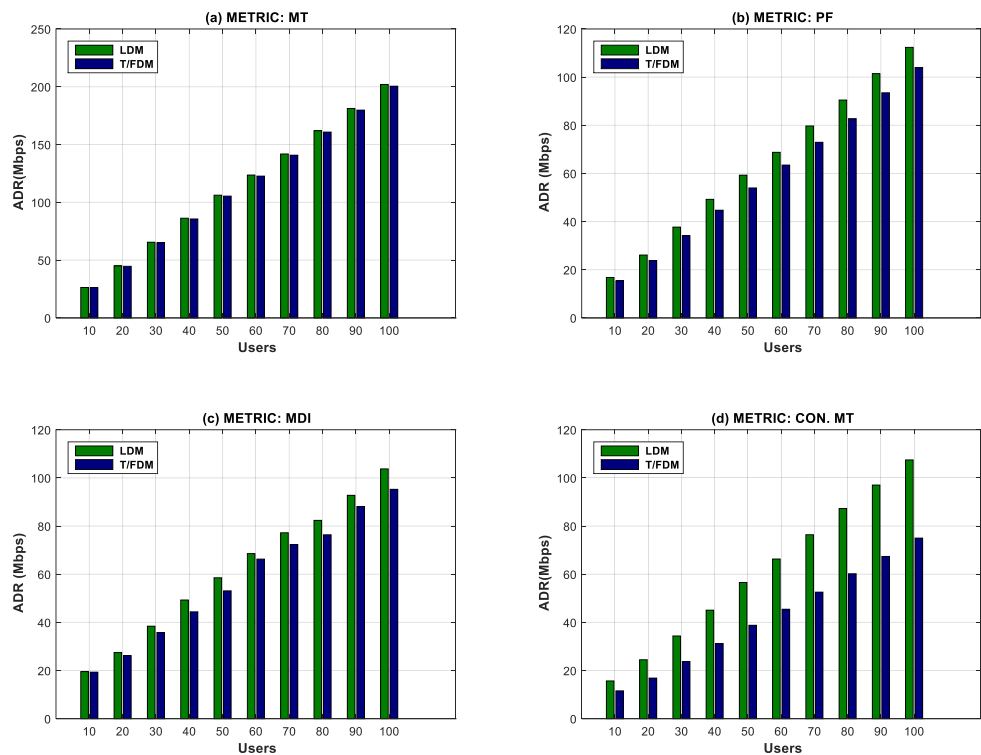 (a) METRIC: MT
250
200
150
100
50
0
ADR(Mbps)
LDM
T/FDM
10 20 30 40 50 60 70 80 90 100
Users
(b) METRIC: PF
120
100
80
60
40
20
0
ADR (Mbps)
LDM
T/FDM
10 20 30 40 50 60 70 80 90 100
Users
(c) METRIC: MDI
120
100
80
60
40
20
0
ADR (Mbps)
LDM
T/FDM
10 20 30 40 50 60 70 80 90 100
Users
(d) METRIC: CON. MT
120
100
80
60
40
20
0
ADR(Mbps)
LDM
T/FDM
10 20 30 40 50 60 70 80 90 100
Users